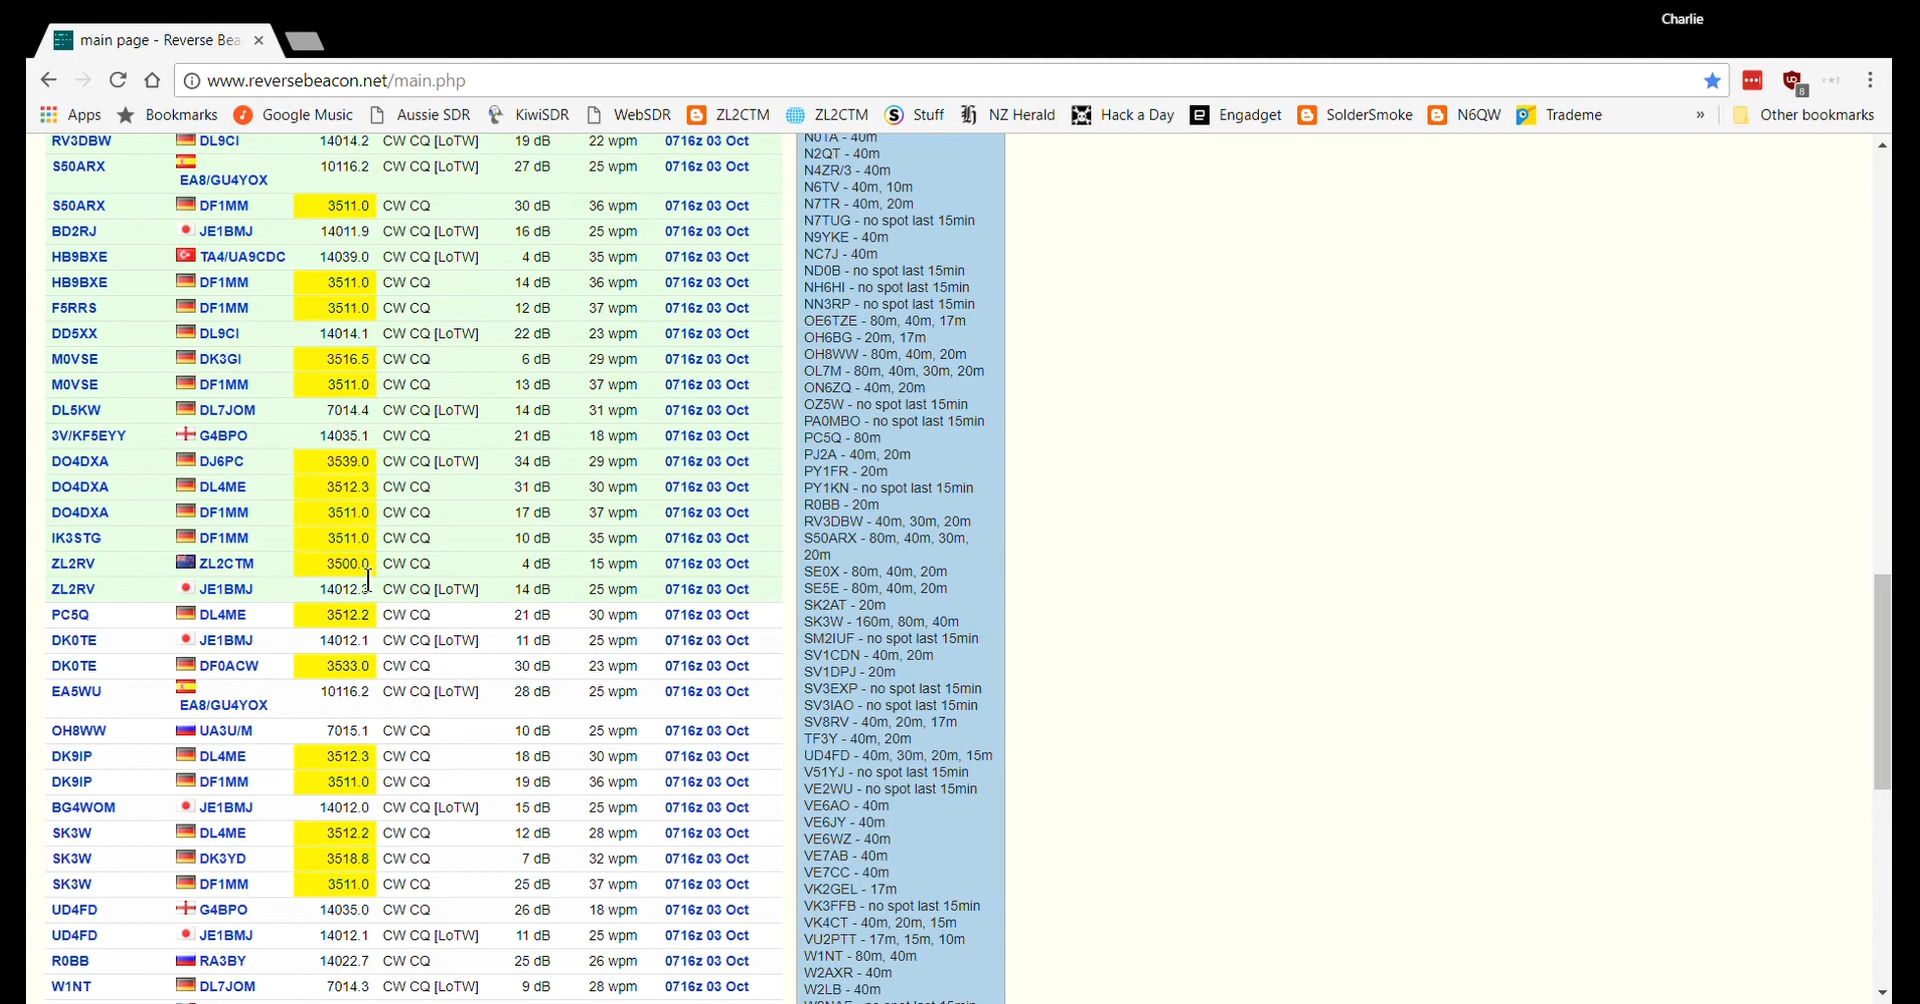 Charlie
main page - Reverse Bea
www.reversebeacon.net/main.php
Apps Bookmarks Google Music Aussie SDR KiwiSDR WebSDR ZL2CTM ZL2CTM Stuff NZ Herald Hack a Day Engadget SolderSmoke N6QW Trademe » Other bookmarks
8
RV3DBW DL9CI 14014.2 CW CQ [LoTW] 19 dB 22 wpm 0716z 03 Oct
S50ARX EA8/GU4YOX 10116.2 CW CQ [LoTW] 27 dB 25 wpm 0716z 03 Oct
S50ARX DF1MM 3511.0 CW CQ 30 dB 36 wpm 0716z 03 Oct
BD2RJ JE1BMJ 14011.9 CW CQ [LoTW] 16 dB 25 wpm 0716z 03 Oct
HB9BXE TA4/UA9CDC 14039.0 CW CQ [LoTW] 4 dB 35 wpm 0716z 03 Oct
HB9BXE DF1MM 3511.0 CW CQ 14 dB 36 wpm 0716z 03 Oct
F5RRS DF1MM 3511.0 CW CQ 12 dB 37 wpm 0716z 03 Oct
DD5XX DL9CI 14014.1 CW CQ [LoTW] 22 dB 23 wpm 0716z 03 Oct
M0VSE DK3GI 3516.5 CW CQ 6 dB 29 wpm 0716z 03 Oct
M0VSE DF1MM 3511.0 CW CQ 13 dB 37 wpm 0716z 03 Oct
DL5KW DL7JOM 7014.4 CW CQ [LoTW] 14 dB 31 wpm 0716z 03 Oct
3V/KF5EYY G4BPO 14035.1 CW CQ 21 dB 18 wpm 0716z 03 Oct
DO4DXA DJ6PC 3539.0 CW CQ [LoTW] 34 dB 29 wpm 0716z 03 Oct
DO4DXA DL4ME 3512.3 CW CQ 31 dB 30 wpm 0716z 03 Oct
DO4DXA DF1MM 3511.0 CW CQ 17 dB 37 wpm 0716z 03 Oct
IK3STG DF1MM 3511.0 CW CQ 10 dB 35 wpm 0716z 03 Oct
ZL2RV ZL2CTM 3500.0 CW CQ 4 dB 15 wpm 0716z 03 Oct
ZL2RV JE1BMJ CW CQ [LoTW] 14 dB 25 wpm 0716z 03 Oct
PC5Q DL4ME 3512.2 CW CQ 21 dB 30 wpm 0716z 03 Oct
DK0TE JE1BMJ 14012.1 CW CQ [LoTW] 11 dB 25 wpm 0716z 03 Oct
DK0TE DF0ACW 3533.0 CW CQ 30 dB 23 wpm 0716z 03 Oct
EA5WU EA8/GU4YOX 10116.2 CW CQ [LoTW] 28 dB 25 wpm 0716z 03 Oct
OH8WW UA3U/M 7015.1 CW CQ 10 dB 25 wpm 0716z 03 Oct
DK9IP DL4ME 3512.3 CW CQ 18 dB 30 wpm 0716z 03 Oct
DK9IP DF1MM 3511.0 CW CQ 19 dB 36 wpm 0716z 03 Oct
BG4WOM JE1BMJ 14012.0 CW CQ [LoTW] 15 dB 25 wpm 0716z 03 Oct
SK3W DL4ME 3512.2 CW CQ 12 dB 28 wpm 0716z 03 Oct
SK3W DK3YD 3518.8 CW CQ 7 dB 32 wpm 0716z 03 Oct
SK3W DF1MM 3511.0 CW CQ 25 dB 37 wpm 0716z 03 Oct
UD4FD G4BPO 14035.0 CW CQ 26 dB 18 wpm 0716z 03 Oct
UD4FD JE1BMJ 14012.1 CW CQ [LoTW] 11 dB 25 wpm 0716z 03 Oct
R0BB RA3BY 14022.7 CW CQ 25 dB 26 wpm 0716z 03 Oct
W1NT DL7JOM 7014.3 CW CQ [LoTW] 9 dB 28 wpm 0716z 03 Oct
N0TA - 40m
N2QT - 40m
N4ZR/3 - 40m
N6TV - 40m, 10m
N7TR - 40m, 20m
N7TUG - no spot last 15min
N9YKE - 40m
NC7J - 40m
ND0B - no spot last 15min
NH6HI - no spot last 15min
NN3RP - no spot last 15min
OE6TZE - 80m, 40m, 17m
OH6BG - 20m, 17m
OH8WW - 80m, 40m, 20m
OL7M - 80m, 40m, 30m, 20m
ON6ZQ - 40m, 20m
OZ5W - no spot last 15min
PA0MBO - no spot last 15min
PC5Q - 80m
PJ2A - 40m, 20m
PY1FR - 20m
PY1KN - no spot last 15min
R0BB - 20m
RV3DBW - 40m, 30m, 20m
S50ARX - 80m, 40m, 30m,
20m
SE0X - 80m, 40m, 20m
SE5E - 80m, 40m, 20m
SK2AT - 20m
SK3W - 160m, 80m, 40m
SM2IUF - no spot last 15min
SV1CDN - 40m, 20m
SV1DPJ - 20m
SV3EXP - no spot last 15min
SV3IAO - no spot last 15min
SV8RV - 40m, 20m, 17m
TF3Y - 40m, 20m
UD4FD - 40m, 30m, 20m, 15m
V51YJ - no spot last 15min
VE2WU - no spot last 15min
VE6AO - 40m
VE6JY - 40m
VE6WZ - 40m
VE7AB - 40m
VE7CC - 40m
VK2GEL - 17m
VK3FFB - no spot last 15min
VK4CT - 40m, 20m, 15m
VU2PTT - 17m, 15m, 10m
W1NT - 80m, 40m
W2AXR - 40m
W2LB - 40m